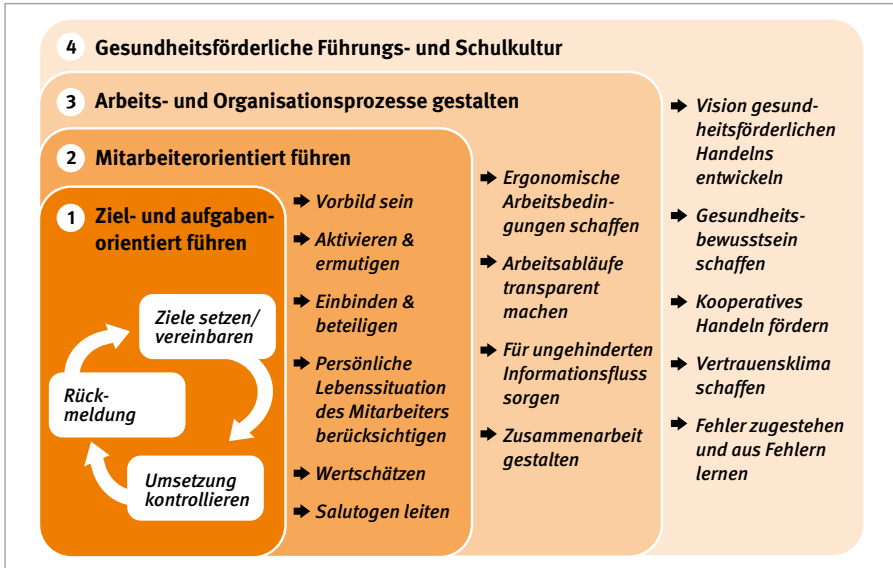 4 Gesundheitsförderliche Führungs- und Schulkultur
3 Arbeits- und Organisationsprozesse gestalten
2 Mitarbeiterorientiert führen
1 Ziel- und aufgaben-
orientiert führen
Ziele setzen/
vereinbaren
Umsetzung
kontrollieren
Rück-
meldung
➡ Vorbild sein
➡ Aktivieren &
ermutigen
➡ Einbinden &
beteiligen
➡ Persönliche
Lebenssituation
des Mitarbeiters
berücksichtigen
➡ Wertschätzen
➡ Salutogen leiten
➡ Ergonomische
Arbeitsbedin-
gungen schaffen
➡ Arbeitsabläufe
transparent
machen
➡ Für ungehinderten
Informationsfluss
sorgen
➡ Zusammenarbeit
gestalten
➡ Vision gesund-
heitsförderlichen
Handelns
entwickeln
➡ Gesundheits-
bewusstsein
schaffen
➡ Kooperatives
Handeln fördern
➡ Vertrauensklima
schaffen
➡ Fehler zugestehen
und aus Fehlern
lernen